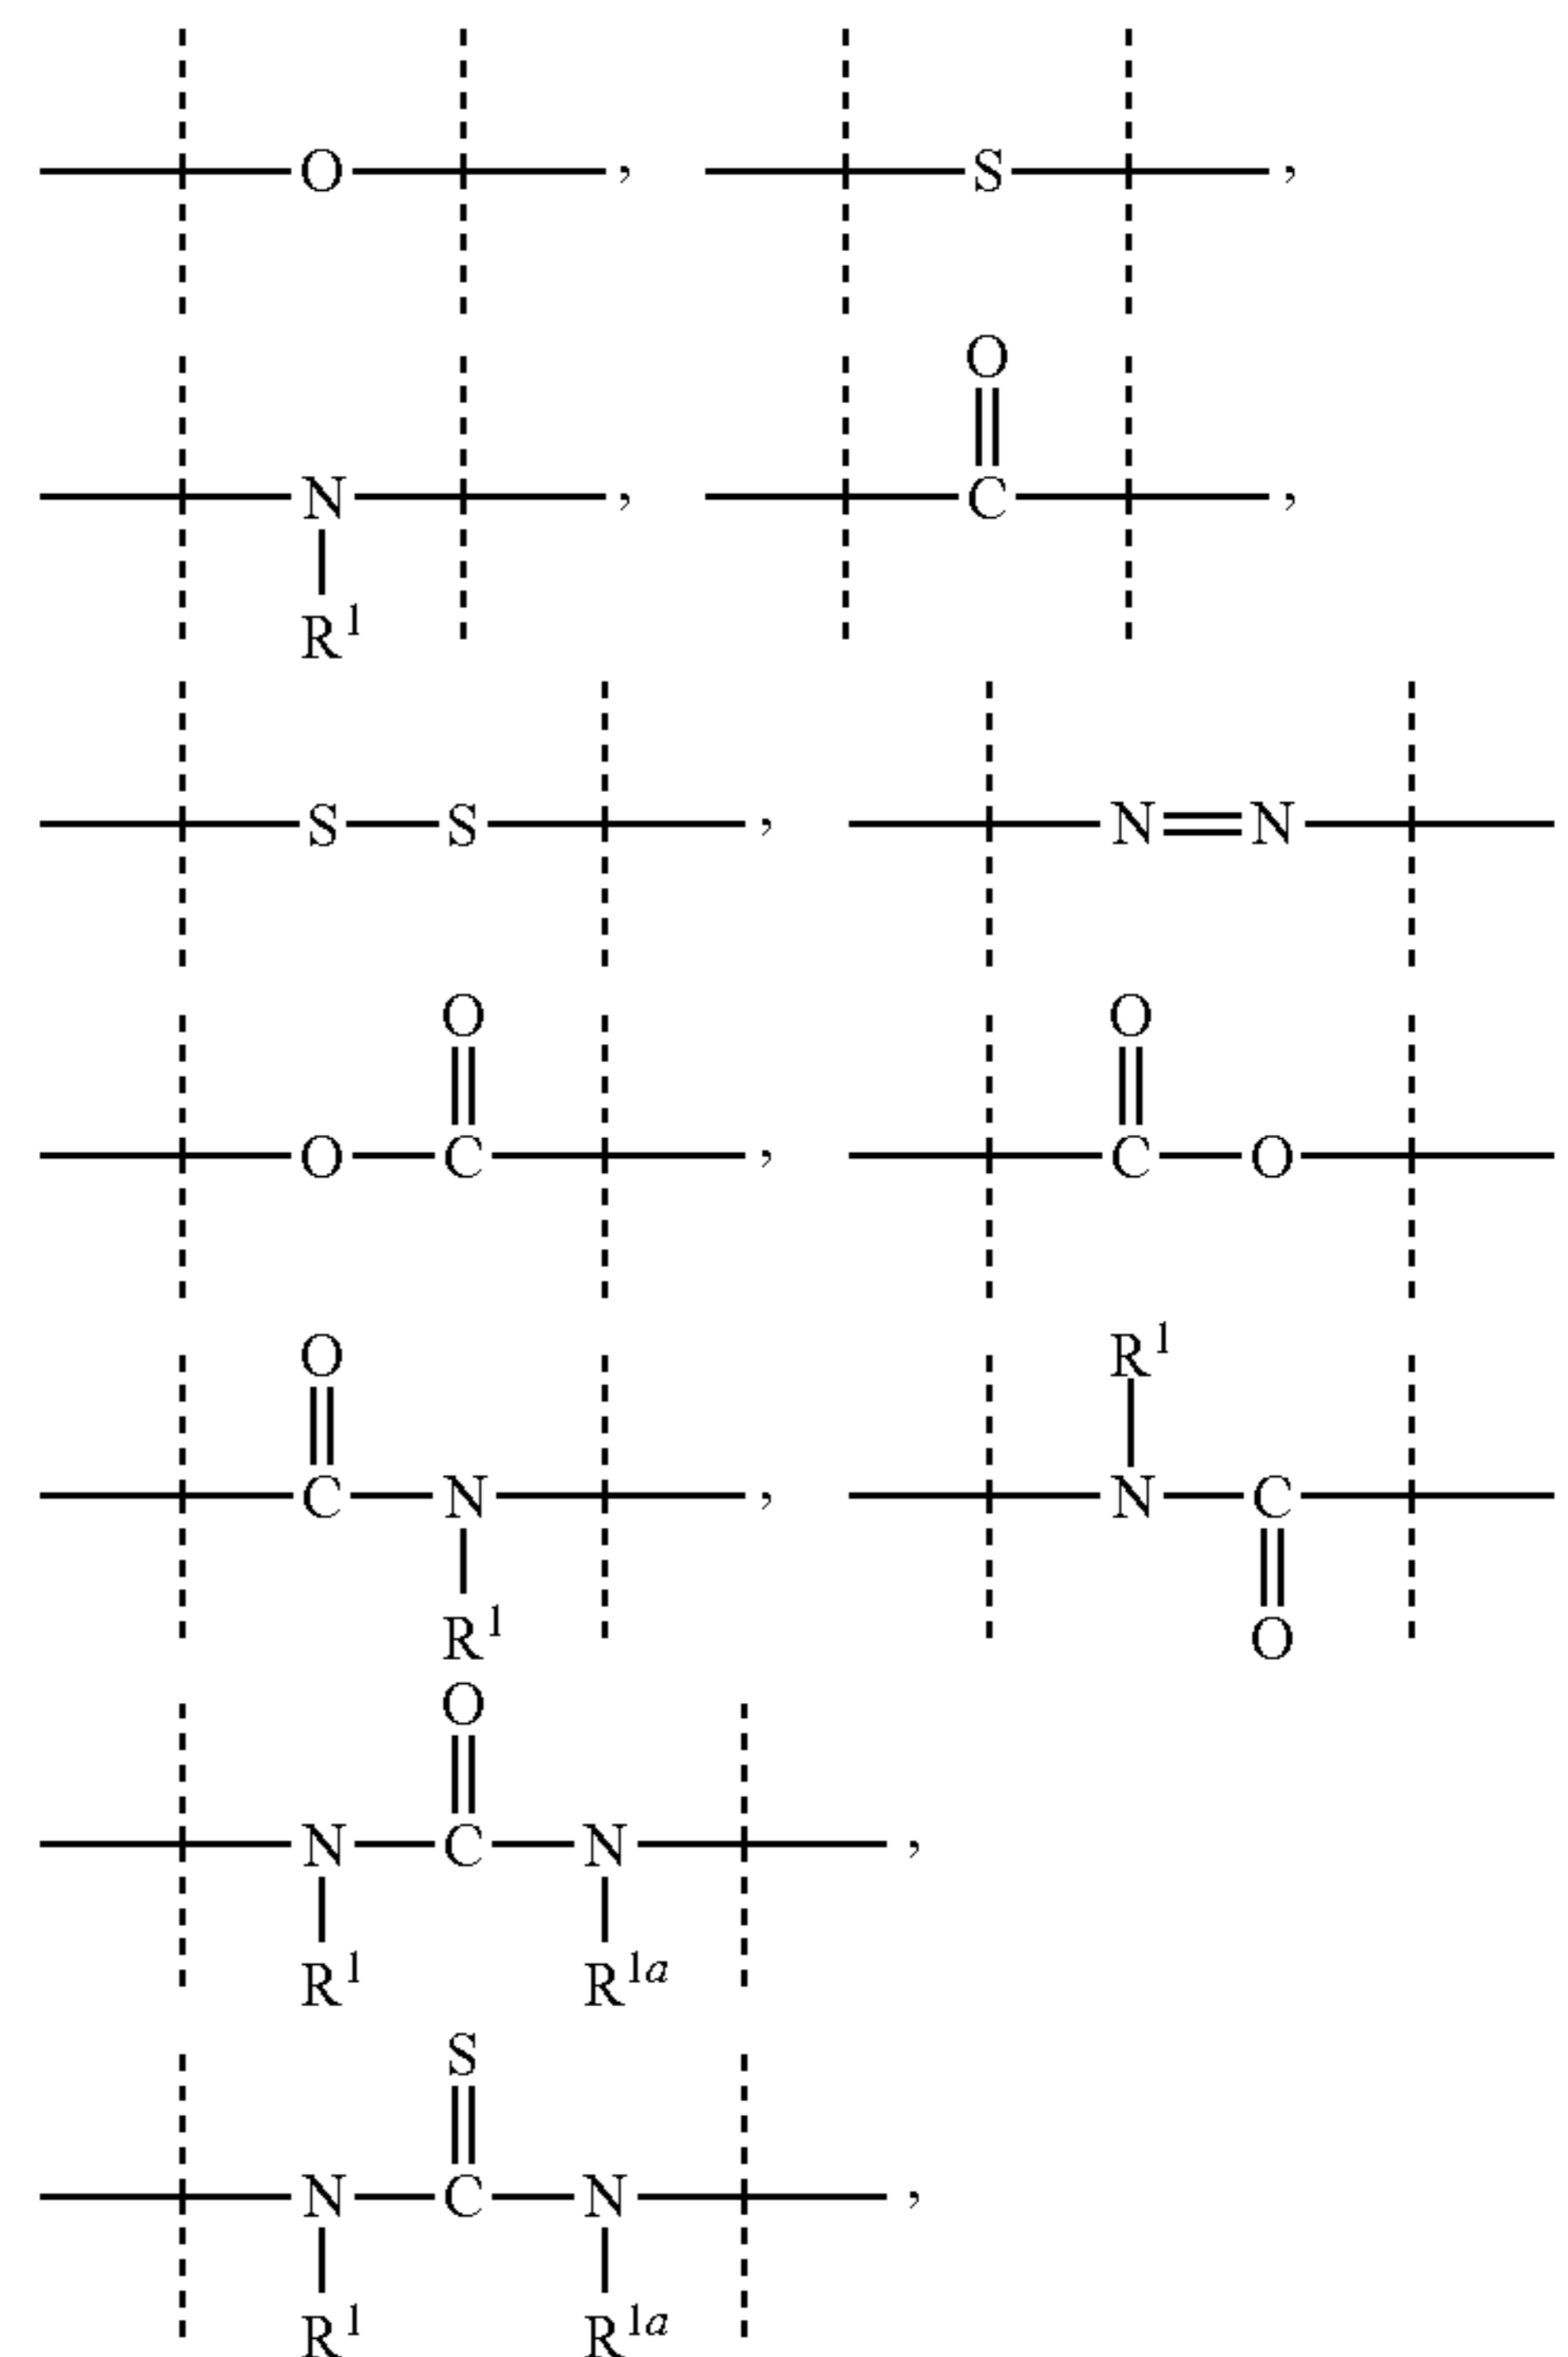 O , S ,
O
N , C ,
R¹
S S , N N
O O
O C , C O
O R¹
C N , N C
R¹ O
O
N C N ,
R¹ R¹ᵃ
S
N C N ,
R¹ R¹ᵃ